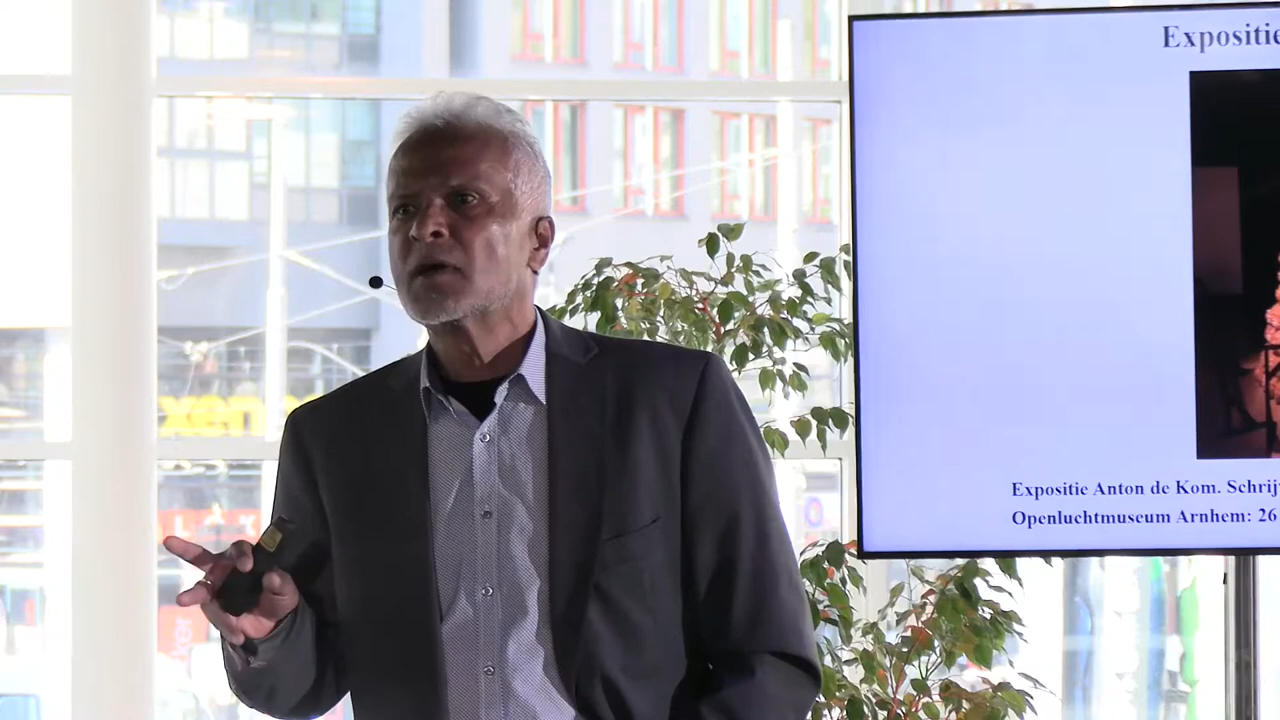 Expositie
Expositie Anton de Kom. Schrij
Openluchtmuseum Arnhem: 26